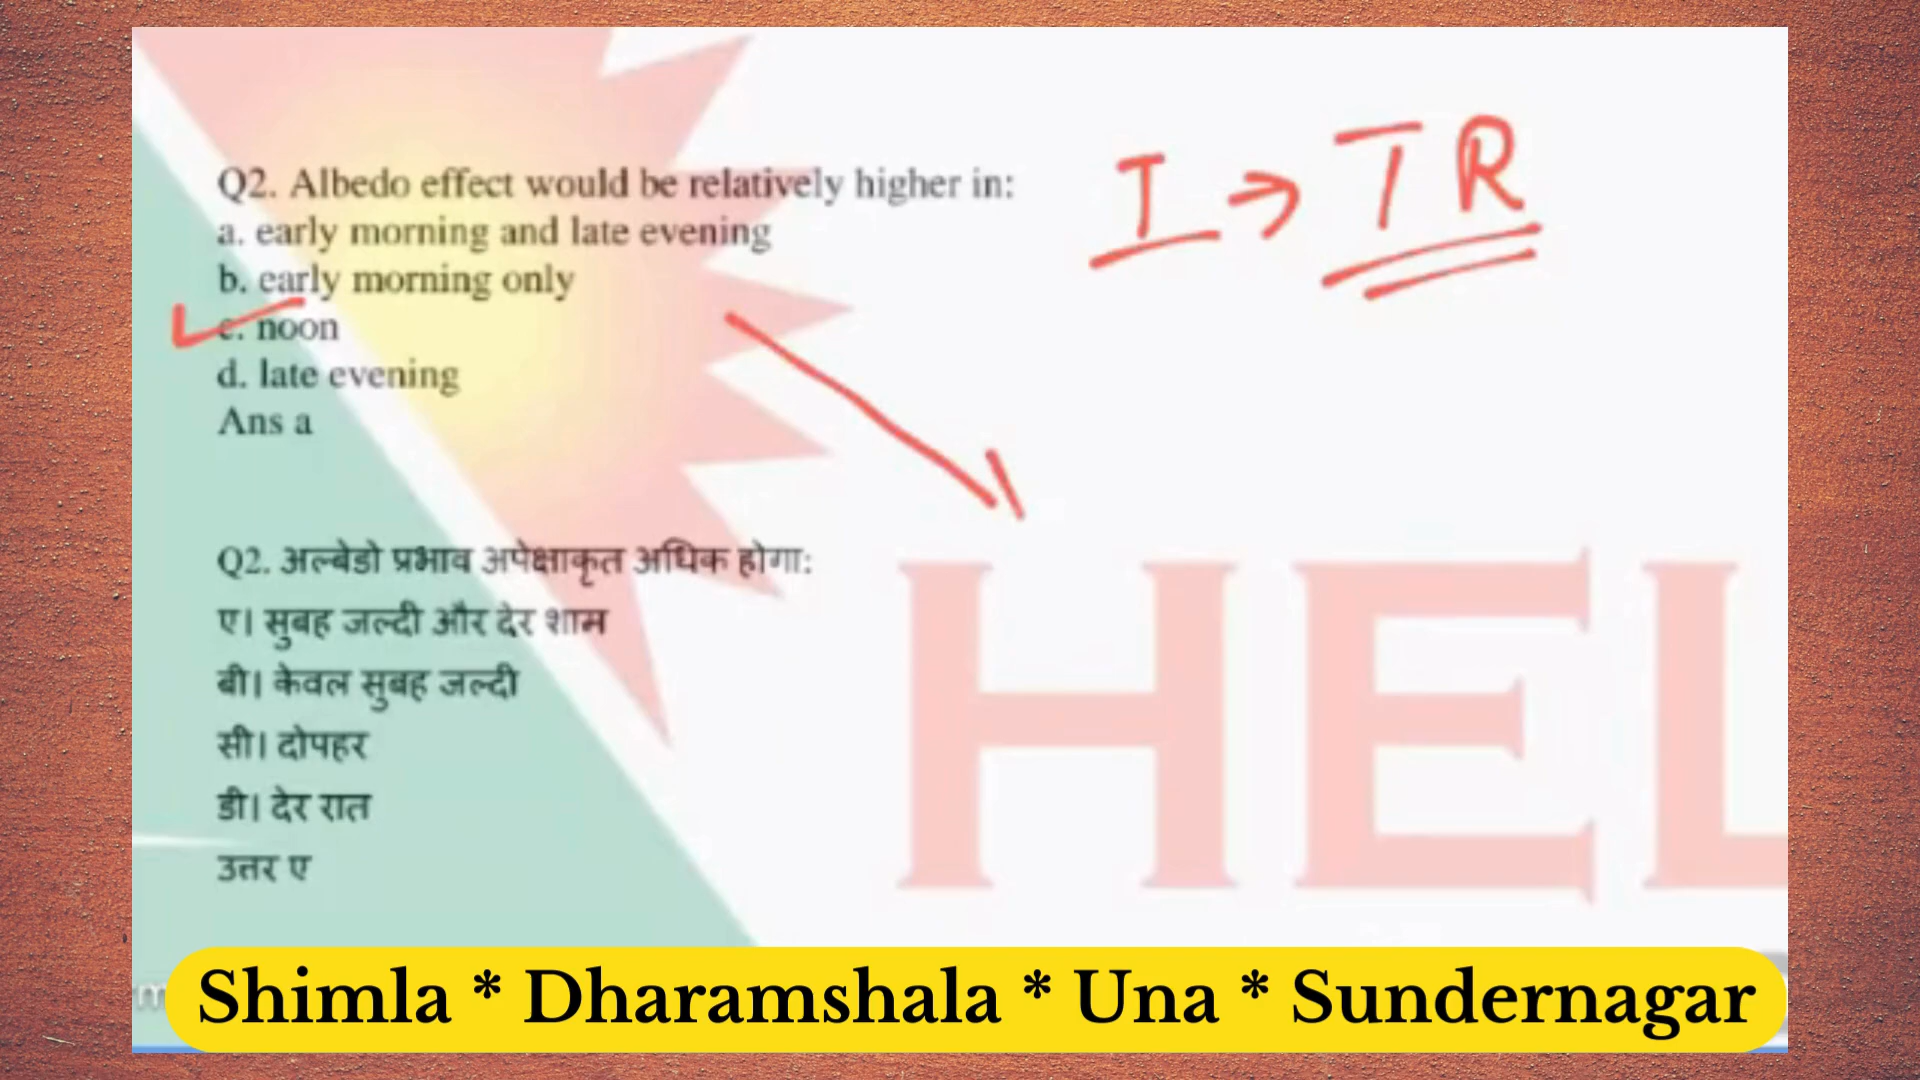 Q2. Albedo effect would be relatively higher in:
a. early morning and late evening
b. early morning only
c. noon
d. late evening
Ans a
I → TR
Q2. अल्बेडो प्रभाव अपेक्षाकृत अधिक होगा:
ए। सुबह जल्दी और देर शाम
बी। केवल सुबह जल्दी
सी। दोपहर
डी। देर रात
उत्तर ए
HEL
Shimla * Dharamshala * Una * Sundernagar